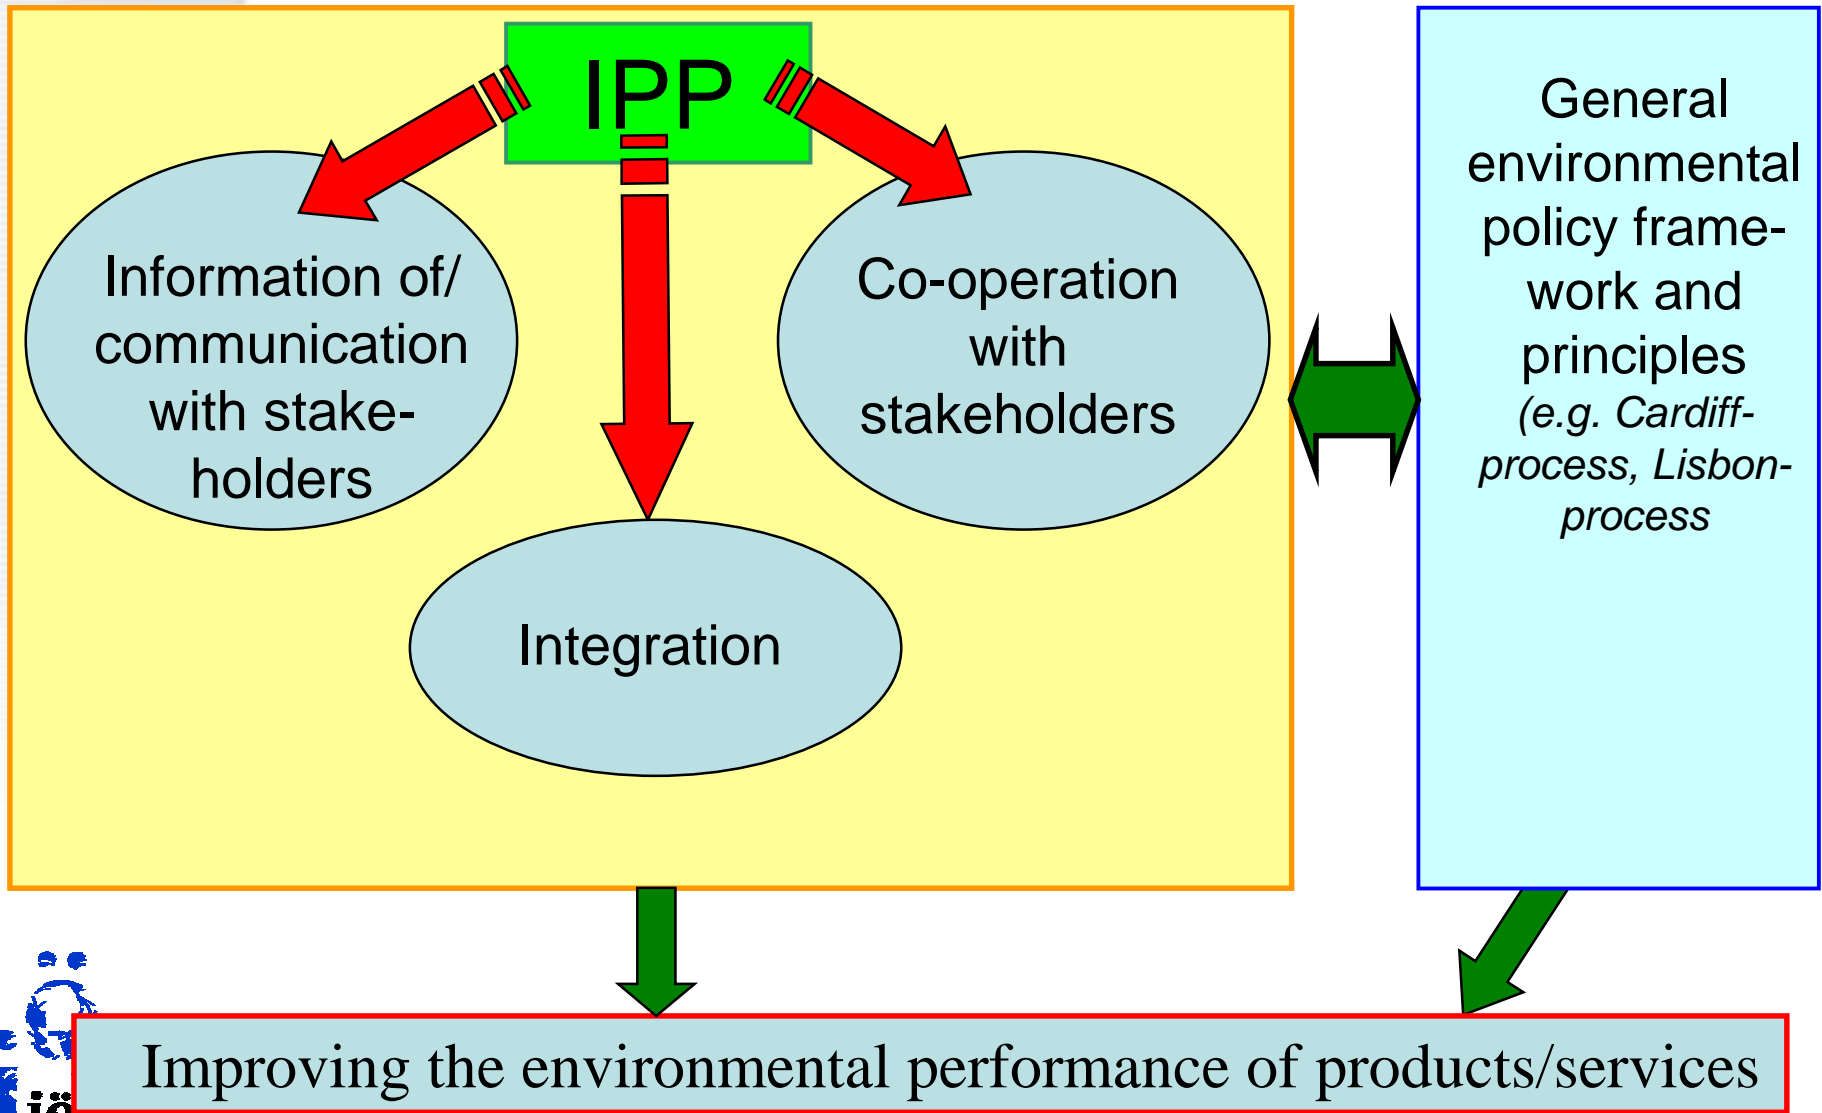 IPP
Information of/
communication
with stake-
holders
Co-operation
with
stakeholders
Integration
General
environmental
policy frame-
work and
principles
(e.g. Cardiff-
process, Lisbon-
process
Improving the environmental performance of products/services